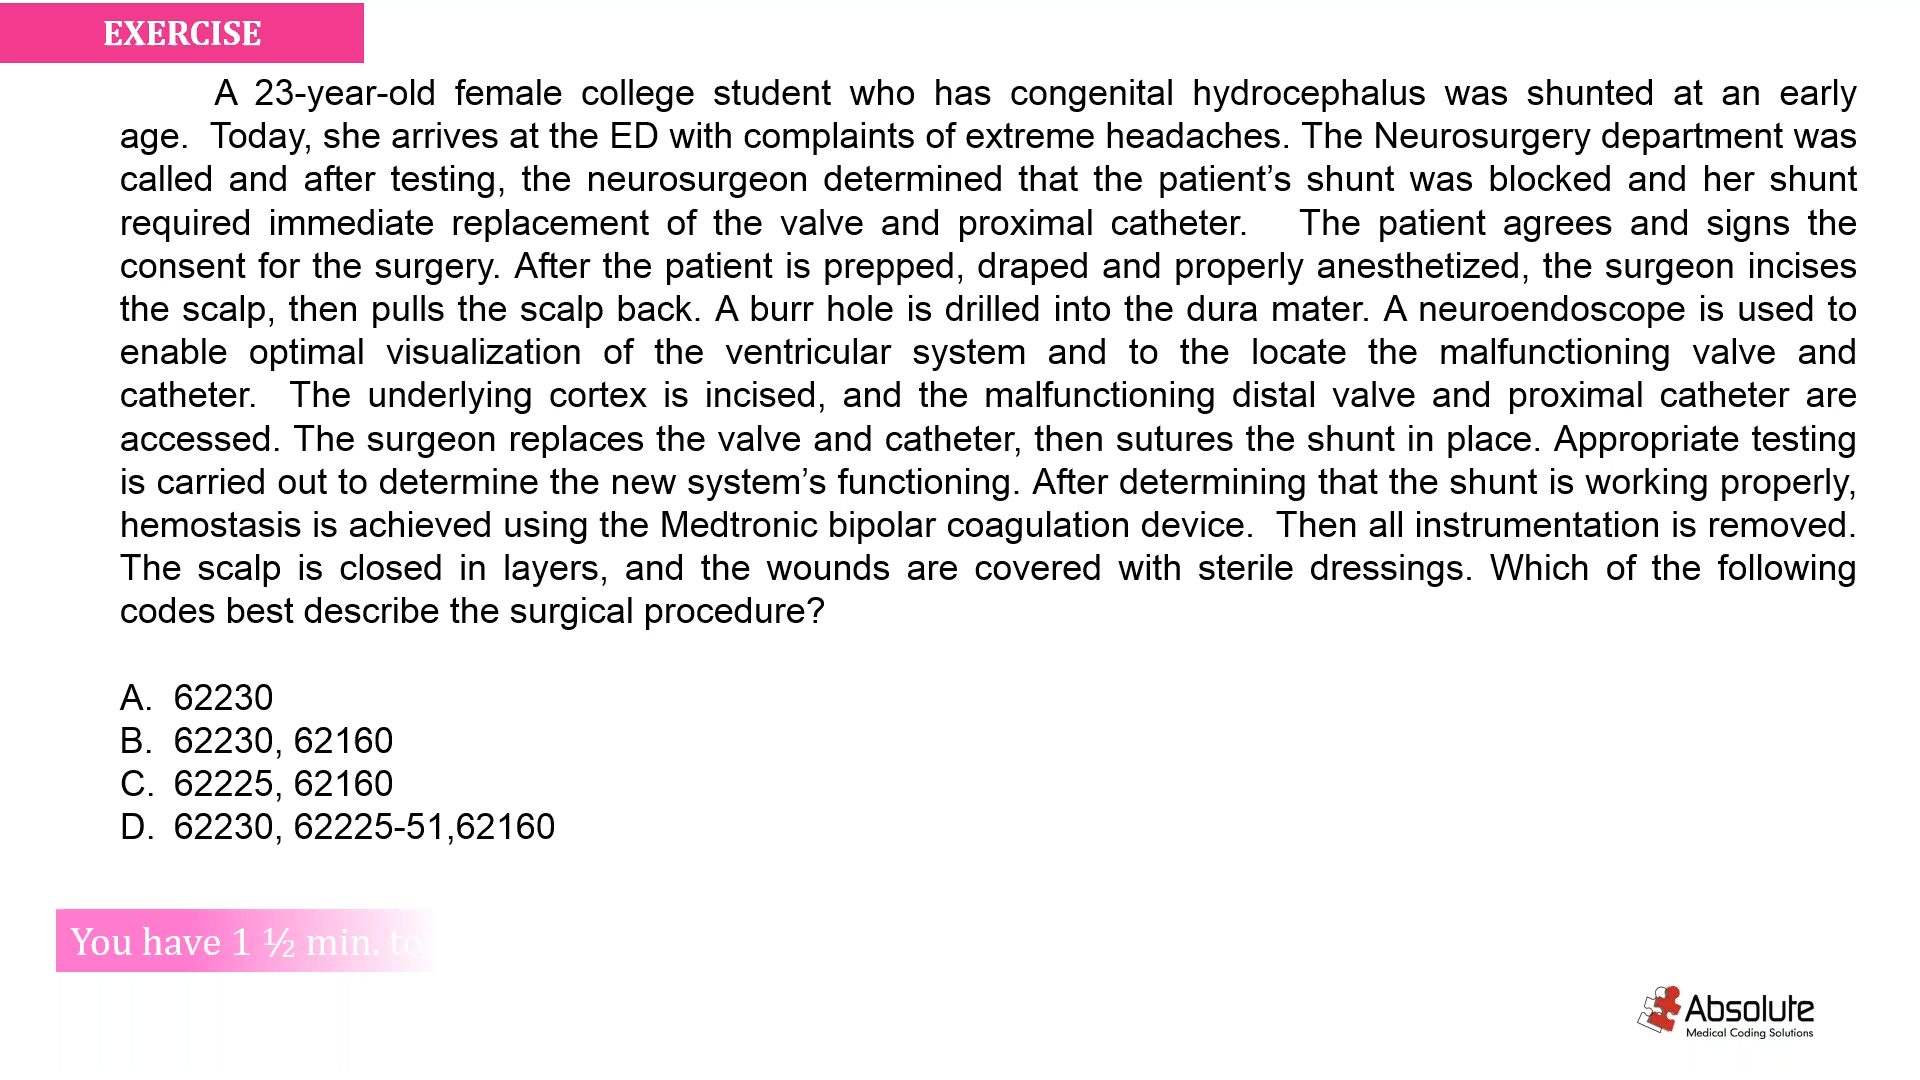 EXERCISE
A 23-year-old female college student who has congenital hydrocephalus was shunted at an early
age. Today, she arrives at the ED with complaints of extreme headaches. The Neurosurgery department was
called and after testing, the neurosurgeon determined that the patient’s shunt was blocked and her shunt
required immediate replacement of the valve and proximal catheter. The patient agrees and signs the
consent for the surgery. After the patient is prepped, draped and properly anesthetized, the surgeon incises
the scalp, then pulls the scalp back. A burr hole is drilled into the dura mater. A neuroendoscope is used to
enable optimal visualization of the ventricular system and to the locate the malfunctioning valve and
catheter. The underlying cortex is incised, and the malfunctioning distal valve and proximal catheter are
accessed. The surgeon replaces the valve and catheter, then sutures the shunt in place. Appropriate testing
is carried out to determine the new system’s functioning. After determining that the shunt is working properly,
hemostasis is achieved using the Medtronic bipolar coagulation device. Then all instrumentation is removed.
The scalp is closed in layers, and the wounds are covered with sterile dressings. Which of the following
codes best describe the surgical procedure?
A. 62230
B. 62230, 62160
C. 62225, 62160
D. 62230, 62225-51,62160
You have 1 ½ min. to
Absolute
Medical Coding Solutions